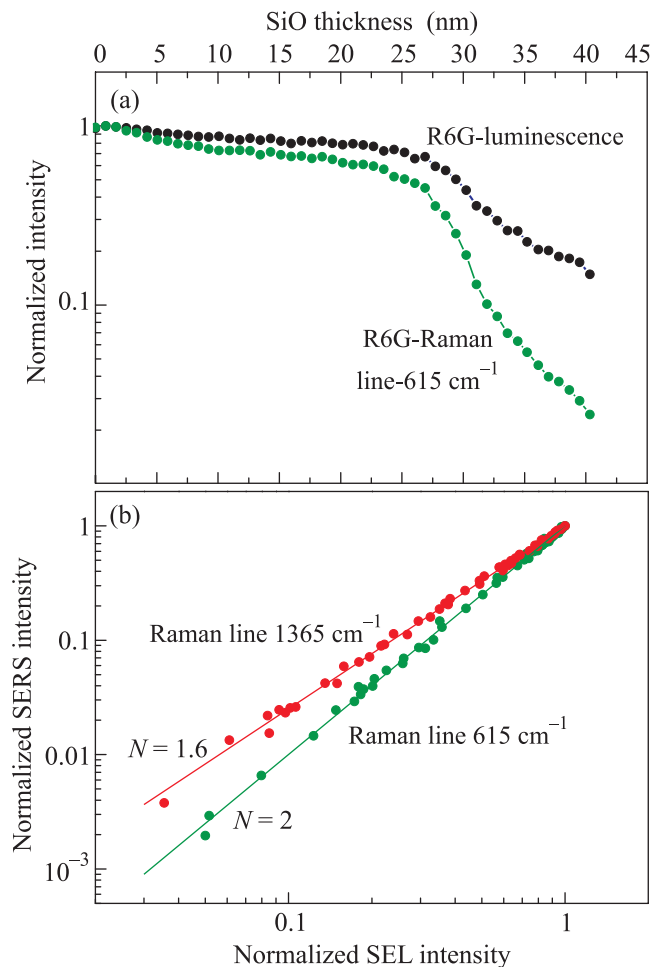 SiO thickness (nm)
0 5 10 15 20 25 30 35 40 45
(a)
1
R6G-luminescence
Normalized intensity
0.1
R6G-Raman
line-615 cm⁻¹
(b)
1
Normalized SERS intensity
0.1
Raman line 1365 cm⁻¹
Raman line 615 cm⁻¹
0.01
N = 1.6
N = 2
10⁻³
0.1 1
Normalized SEL intensity